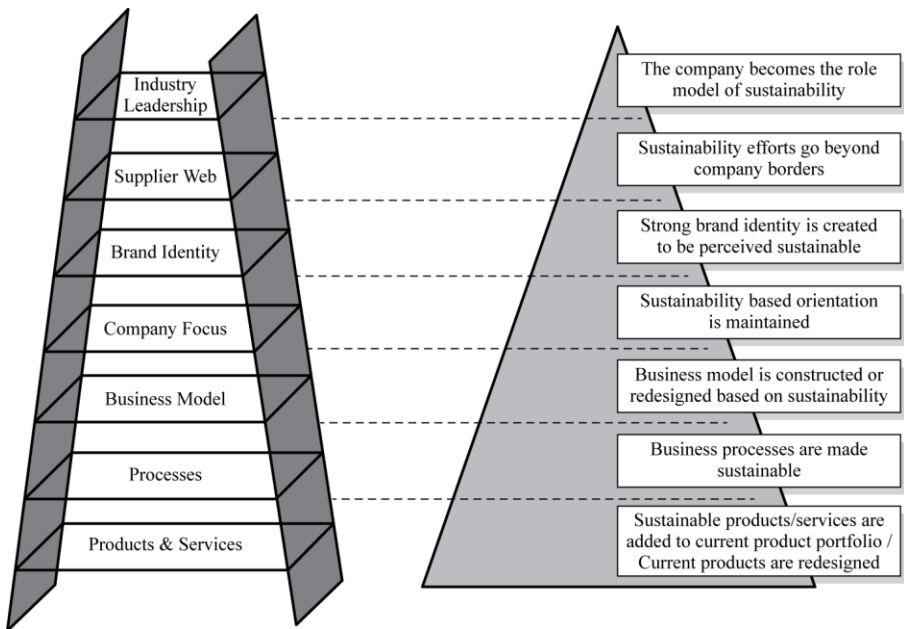 Industry
Leadership
Supplier Web
Brand Identity
Company Focus
Business Model
Processes
Products & Services
The company becomes the role
model of sustainability
Sustainability efforts go beyond
company borders
Strong brand identity is created
to be perceived sustainable
Sustainability based orientation
is maintained
Business model is constructed or
redesigned based on sustainability
Business processes are made
sustainable
Sustainable products/services are
added to current product portfolio /
Current products are redesigned